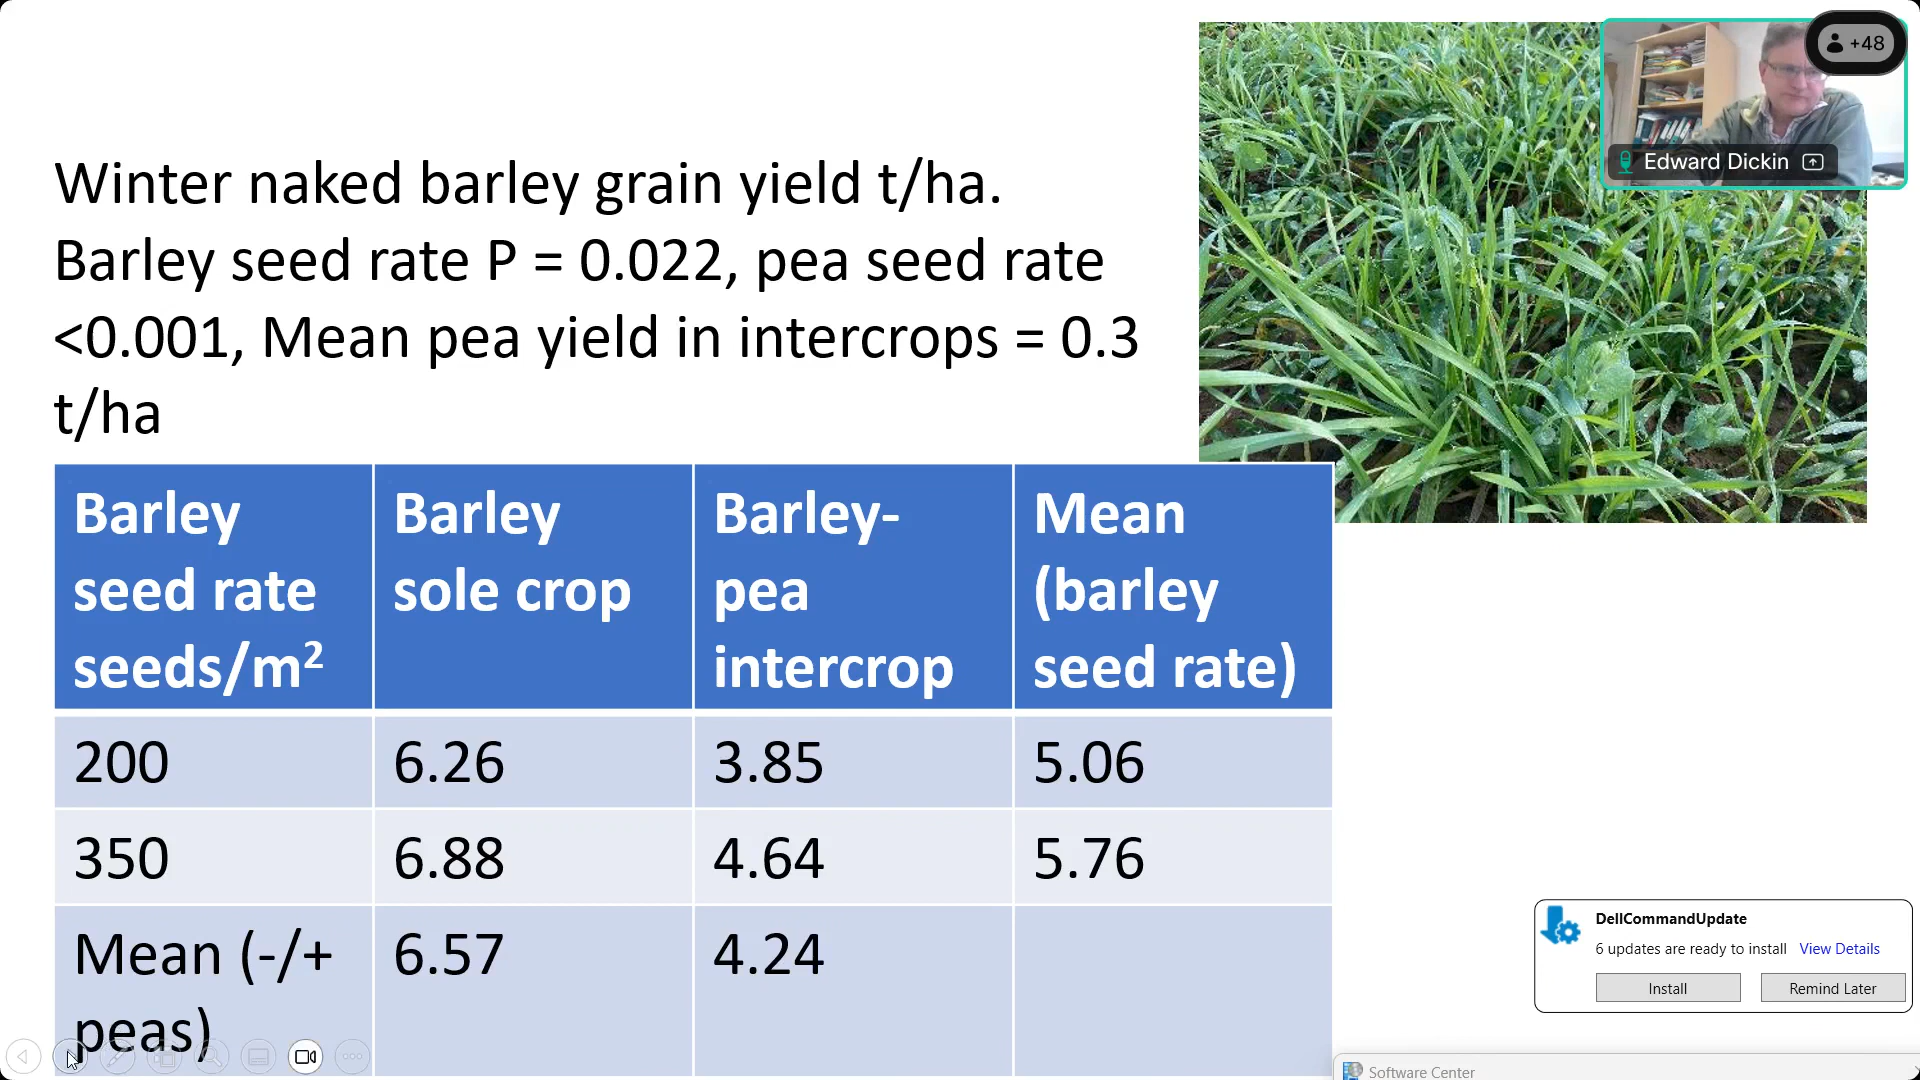 +48
Edward Dickin
Winter naked barley grain yield t/ha.
Barley seed rate P = 0.022, pea seed rate
<0.001, Mean pea yield in intercrops = 0.3
t/ha
Barley seed rate seeds/m² Barley sole crop Barley-pea intercrop Mean (barley seed rate)
200 6.26 3.85 5.06
350 6.88 4.64 5.76
Mean (-/+ peas) 6.57 4.24
DellCommandUpdate
6 updates are ready to install View Details
Install Remind Later
Software Center